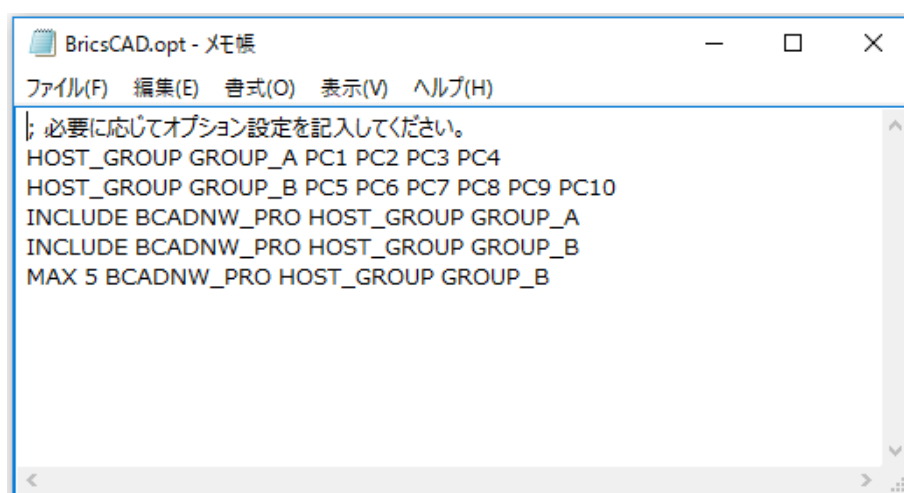 BricsCAD.opt - メモ帳
ファイル(F) 編集(E) 書式(O) 表示(V) ヘルプ(H)
; 必要に応じてオプション設定を記入してください。
HOST_GROUP GROUP_A PC1 PC2 PC3 PC4
HOST_GROUP GROUP_B PC5 PC6 PC7 PC8 PC9 PC10
INCLUDE BCADNW_PRO HOST_GROUP GROUP_A
INCLUDE BCADNW_PRO HOST_GROUP GROUP_B
MAX 5 BCADNW_PRO HOST_GROUP GROUP_B